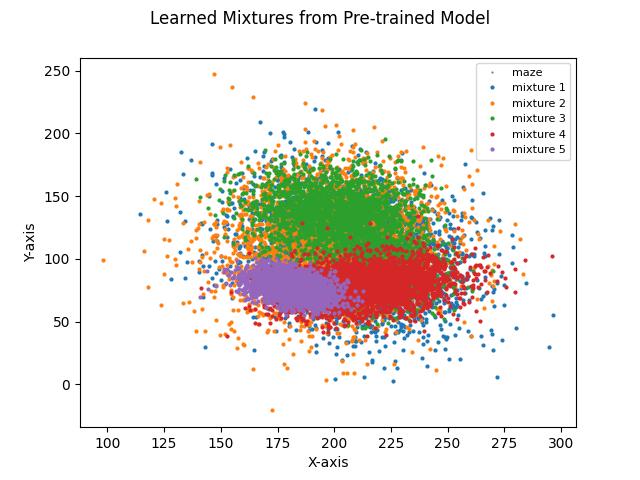 Learned Mixtures from Pre-trained Model
250
200
150
100
50
0
Y-axis
maze
mixture 1
mixture 2
mixture 3
mixture 4
mixture 5
100 125 150 175 200 225 250 275 300
X-axis